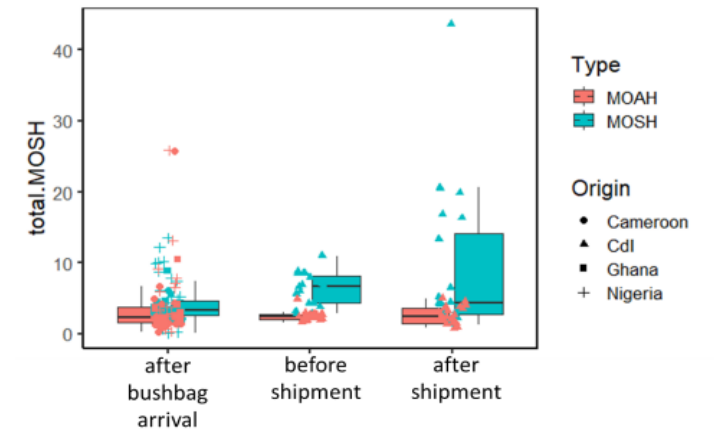 total.MOSH
40
30
20
10
0
after
bushbag
arrival
before
shipment
after
shipment
Type
MOAH
MOSH
Origin
Cameroon
CdI
Ghana
Nigeria